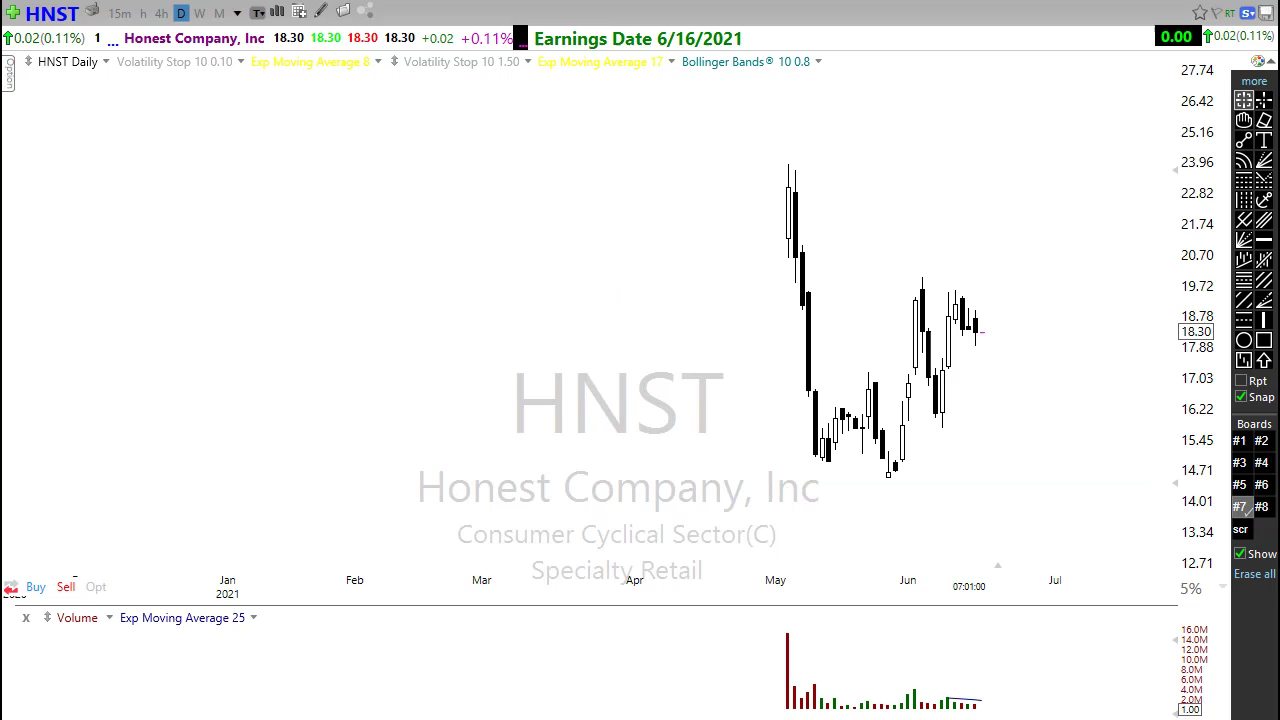 HNST 15m h 4h D W M T RT S
0.02(0.11%) 1 ... Honest Company, Inc 18.30 18.30 18.30 18.30 +0.02 +0.11% ... Earnings Date 6/16/2021 0.00 0.02(0.11%)
Option
HNST Daily Volatility Stop 10 0.10 Exp Moving Average 8 Volatility Stop 10 1.50 Exp Moving Average 17 Bollinger Bands® 10 0.8
27.74
26.42
25.16
23.96
22.82
21.74
20.70
19.72
18.78
18.30
17.88
17.03
16.22
15.45
14.71
14.01
13.34
12.71
5%
more
T
Rpt
Snap
Boards
#1 #2
#3 #4
#5 #6
#7 #8
scr
Show
Erase all
HNST
Honest Company, Inc
Consumer Cyclical Sector(C)
Specialty Retail
Buy Sell Opt
Jan Feb Mar Apr May Jun 07:01:00 Jul
2021
x Volume Exp Moving Average 25
16.0M
14.0M
12.0M
10.0M
8.0M
6.0M
4.0M
2.0M
1.00